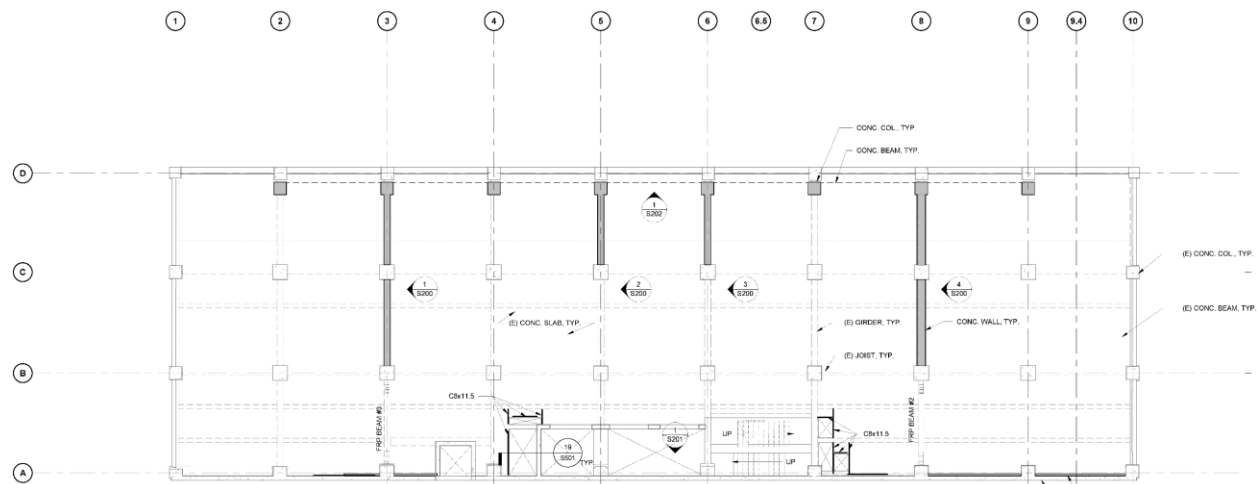 1 2 3 4 5 6 6.5 7 8 9 9.4 10
CONC. COL., TYP.
CONC. BEAM, TYP.
D
1
S202
(E) CONC. COL., TYP.
C
1
S200
2
S200
3
S200
4
S200
(E) CONC. SLAB, TYP.
(E) GIRDER, TYP.
CONC. WALL, TYP.
(E) CONC. BEAM, TYP.
(E) JOIST, TYP.
B
C8x11.5
FRP BEAM #3
FRP BEAM #2
UP
1
S201
C8x11.5
19
S501
TYP.
UP
A